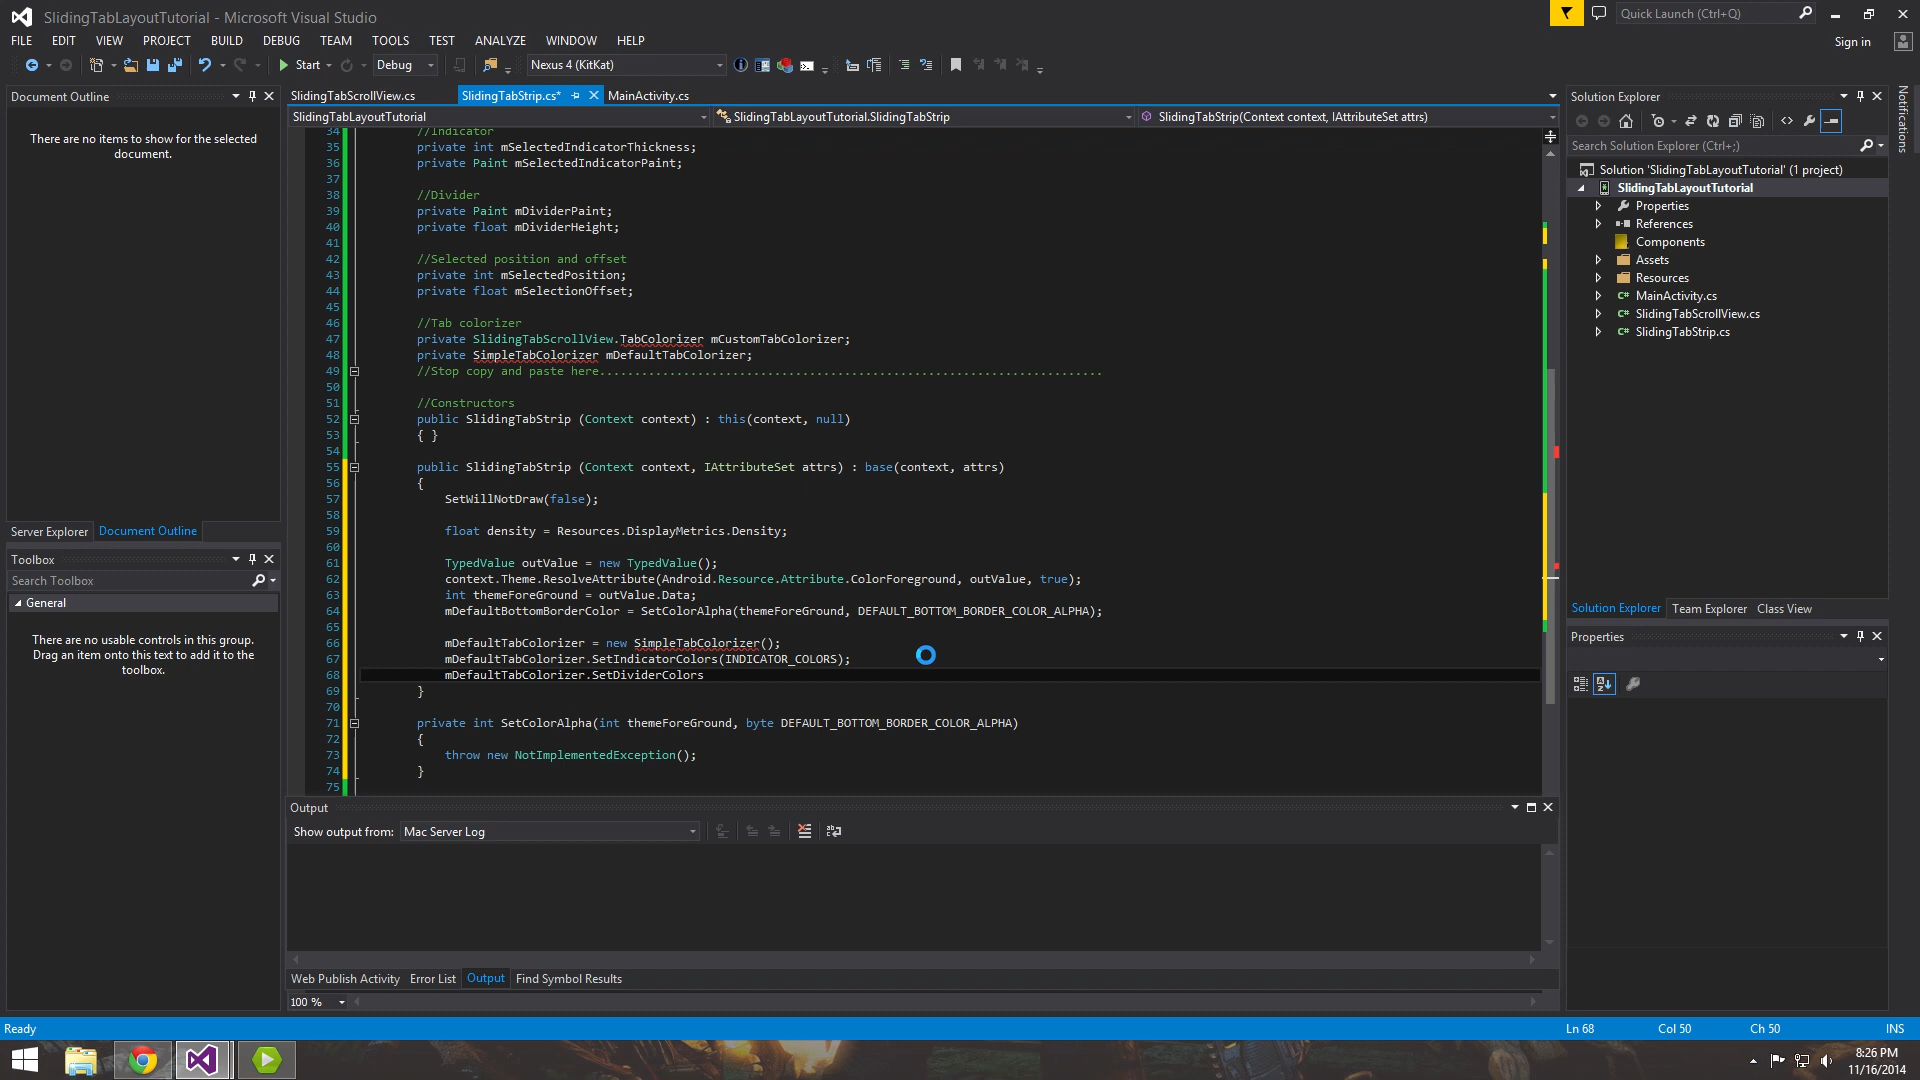 SlidingTabLayoutTutorial - Microsoft Visual Studio
Quick Launch (Ctrl+Q)
FILE EDIT VIEW PROJECT BUILD DEBUG TEAM TOOLS TEST ANALYZE WINDOW HELP
Sign in
Start Debug Nexus 4 (KitKat)
Document Outline
There are no items to show for the selected
document.
Server Explorer Document Outline
Toolbox
Search Toolbox
General
There are no usable controls in this group.
Drag an item onto this text to add it to the
toolbox.
SlidingTabScrollView.cs SlidingTabStrip.cs* MainActivity.cs
SlidingTabLayoutTutorial SlidingTabLayoutTutorial.SlidingTabStrip SlidingTabStrip(Context context, IAttributeSet attrs)
34 //Indicator
35 private int mSelectedIndicatorThickness;
36 private Paint mSelectedIndicatorPaint;
37
38 //Divider
39 private Paint mDividerPaint;
40 private float mDividerHeight;
41
42 //Selected position and offset
43 private int mSelectedPosition;
44 private float mSelectionOffset;
45
46 //Tab colorizer
47 private SlidingTabScrollView.TabColorizer mCustomTabColorizer;
48 private SimpleTabColorizer mDefaultTabColorizer;
49 //Stop copy and paste here........................................................................
50
51 //Constructors
52 public SlidingTabStrip (Context context) : this(context, null)
53 { }
54
55 public SlidingTabStrip (Context context, IAttributeSet attrs) : base(context, attrs)
56 {
57 SetWillNotDraw(false);
58
59 float density = Resources.DisplayMetrics.Density;
60
61 TypedValue outValue = new TypedValue();
62 context.Theme.ResolveAttribute(Android.Resource.Attribute.ColorForeground, outValue, true);
63 int themeForeGround = outValue.Data;
64 mDefaultBottomBorderColor = SetColorAlpha(themeForeGround, DEFAULT_BOTTOM_BORDER_COLOR_ALPHA);
65
66 mDefaultTabColorizer = new SimpleTabColorizer();
67 mDefaultTabColorizer.SetIndicatorColors(INDICATOR_COLORS);
68 mDefaultTabColorizer.SetDividerColors
69 }
70
71 private int SetColorAlpha(int themeForeGround, byte DEFAULT_BOTTOM_BORDER_COLOR_ALPHA)
72 {
73 throw new NotImplementedException();
74 }
75
Output
Show output from: Mac Server Log
Web Publish Activity Error List Output Find Symbol Results
100 %
Solution Explorer
Search Solution Explorer (Ctrl+;)
Solution 'SlidingTabLayoutTutorial' (1 project)
SlidingTabLayoutTutorial
Properties
References
Components
Assets
Resources
C# MainActivity.cs
C# SlidingTabScrollView.cs
C# SlidingTabStrip.cs
Solution Explorer Team Explorer Class View
Properties
Notifications
Ready Ln 68 Col 50 Ch 50 INS
8:26 PM
11/16/2014